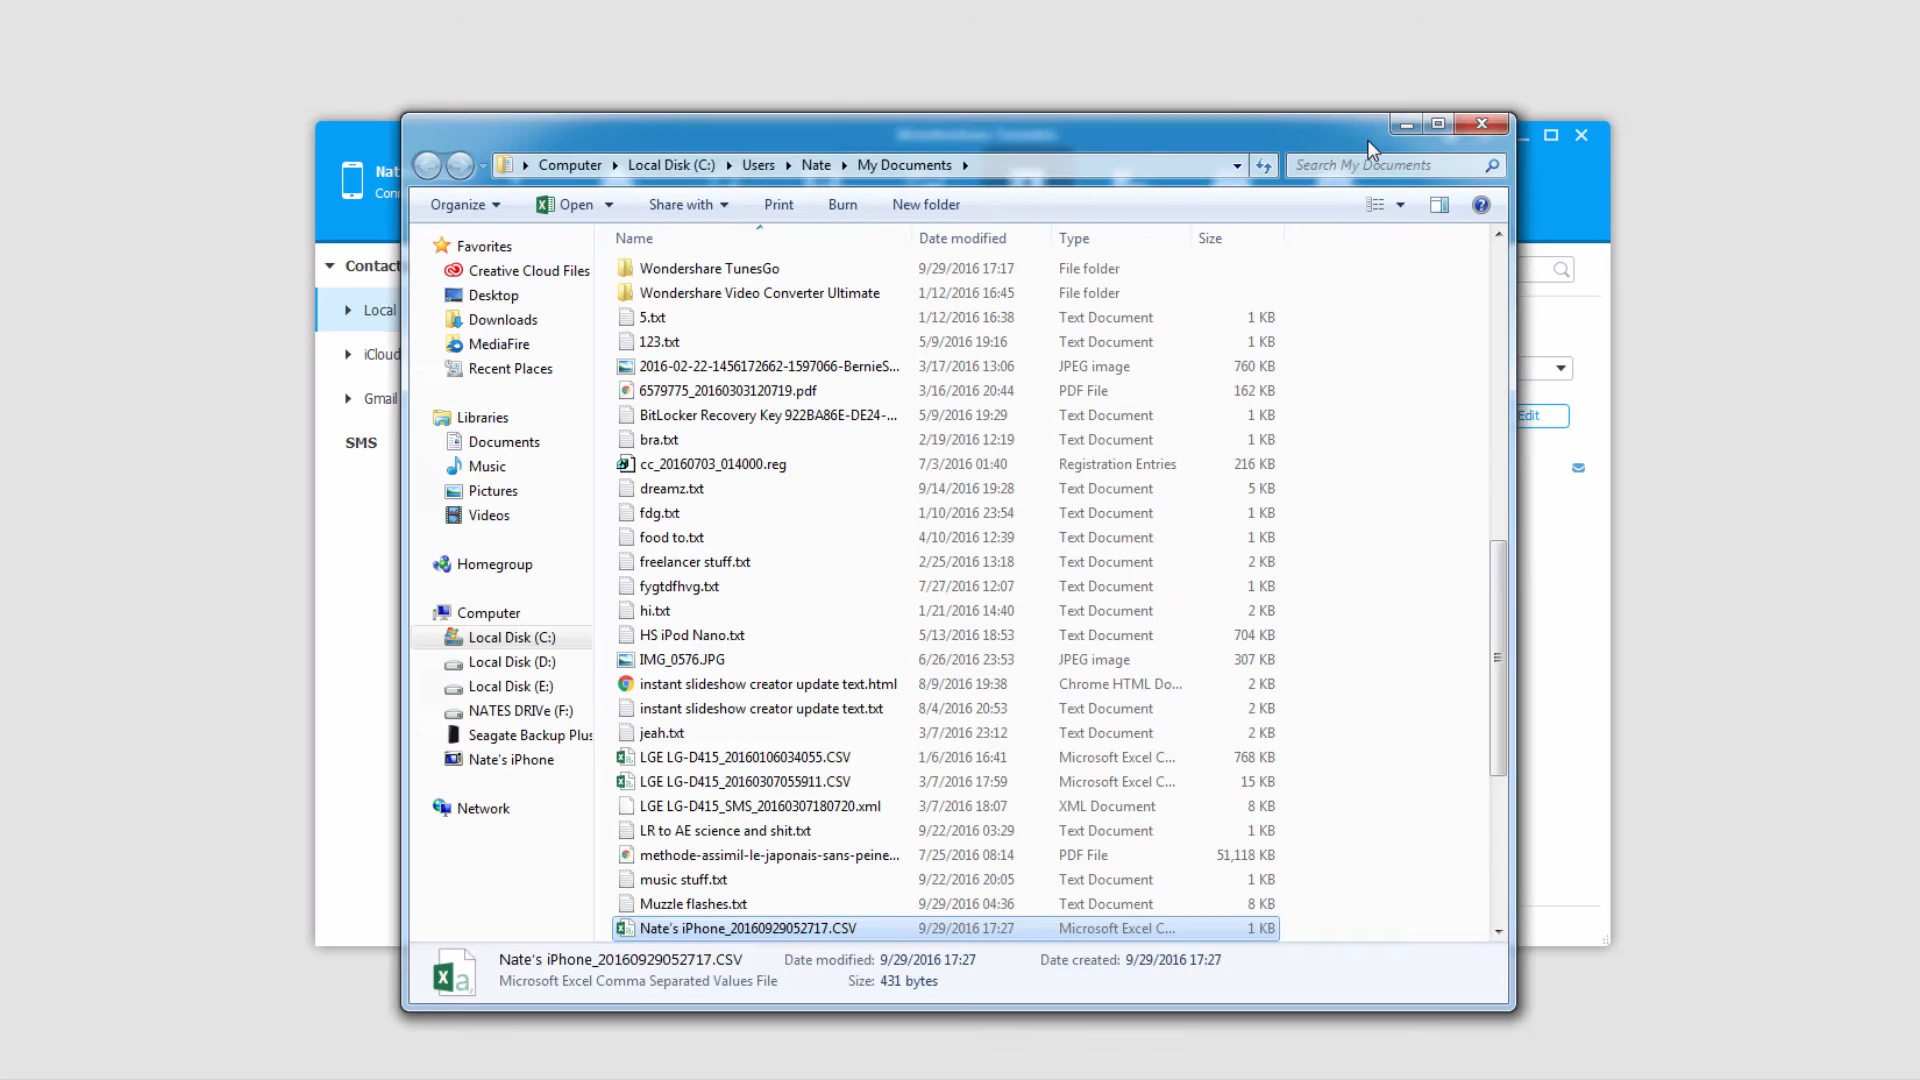 Nat
Conn
Computer Local Disk (C:) Users Nate My Documents
Search My Documents
Organize Open Share with Print Burn New folder
Contact
Local
iCloud
Gmail
SMS
Edit
Favorites
Creative Cloud Files
Desktop
Downloads
MediaFire
Recent Places
Libraries
Documents
Music
Pictures
Videos
Homegroup
Computer
Local Disk (C:)
Local Disk (D:)
Local Disk (E:)
NATES DRIVe (F:)
Seagate Backup Plus
Nate's iPhone
Network
Name Date modified Type Size
Wondershare TunesGo 9/29/2016 17:17 File folder
Wondershare Video Converter Ultimate 1/12/2016 16:45 File folder
5.txt 1/12/2016 16:38 Text Document 1 KB
123.txt 5/9/2016 19:16 Text Document 1 KB
2016-02-22-1456172662-1597066-BernieS... 3/17/2016 13:06 JPEG image 760 KB
6579775_20160303120719.pdf 3/16/2016 20:44 PDF File 162 KB
BitLocker Recovery Key 922BA86E-DE24-... 5/9/2016 19:29 Text Document 1 KB
bra.txt 2/19/2016 12:19 Text Document 1 KB
cc_20160703_014000.reg 7/3/2016 01:40 Registration Entries 216 KB
dreamz.txt 9/14/2016 19:28 Text Document 5 KB
fdg.txt 1/10/2016 23:54 Text Document 1 KB
food to.txt 4/10/2016 12:39 Text Document 1 KB
freelancer stuff.txt 2/25/2016 13:18 Text Document 2 KB
fygtdfhvg.txt 7/27/2016 12:07 Text Document 1 KB
hi.txt 1/21/2016 14:40 Text Document 2 KB
HS iPod Nano.txt 5/13/2016 18:53 Text Document 704 KB
IMG_0576.JPG 6/26/2016 23:53 JPEG image 307 KB
instant slideshow creator update text.html 8/9/2016 19:38 Chrome HTML Do... 2 KB
instant slideshow creator update text.txt 8/4/2016 20:53 Text Document 2 KB
jeah.txt 3/7/2016 23:12 Text Document 2 KB
LGE LG-D415_20160106034055.CSV 1/6/2016 16:41 Microsoft Excel C... 768 KB
LGE LG-D415_20160307055911.CSV 3/7/2016 17:59 Microsoft Excel C... 15 KB
LGE LG-D415_SMS_20160307180720.xml 3/7/2016 18:07 XML Document 8 KB
LR to AE science and shit.txt 9/22/2016 03:29 Text Document 1 KB
methode-assimil-le-japonais-sans-peine... 7/25/2016 08:14 PDF File 51,118 KB
music stuff.txt 9/22/2016 20:05 Text Document 1 KB
Muzzle flashes.txt 9/29/2016 04:36 Text Document 8 KB
Nate's iPhone_20160929052717.CSV 9/29/2016 17:27 Microsoft Excel C... 1 KB
Nate's iPhone_20160929052717.CSV Date modified: 9/29/2016 17:27 Date created: 9/29/2016 17:27
Microsoft Excel Comma Separated Values File Size: 431 bytes